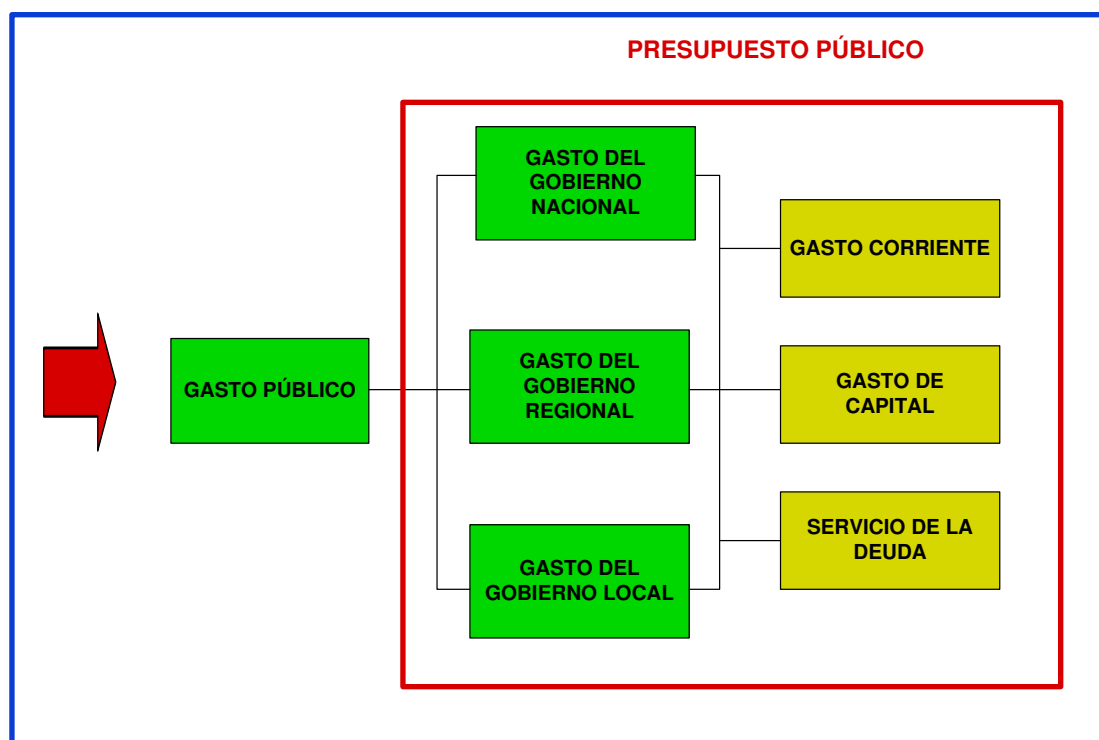 PRESUPUESTO PÚBLICO
GASTO PÚBLICO
GASTO DEL
GOBIERNO
NACIONAL
GASTO DEL
GOBIERNO
REGIONAL
GASTO DEL
GOBIERNO LOCAL
GASTO CORRIENTE
GASTO DE
CAPITAL
SERVICIO DE LA
DEUDA